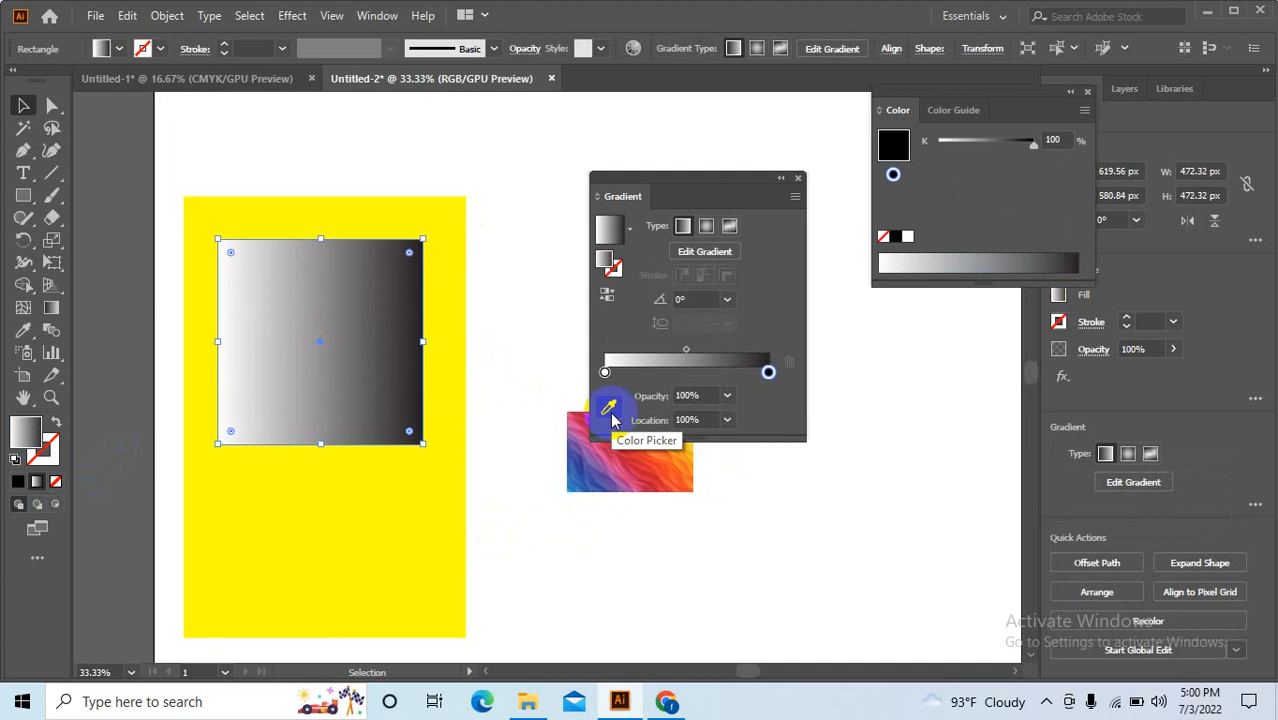 Ai File Edit Object Type Select Effect View Window Help Essentials Search Adobe Stock
Rectangle Stroke: Basic Opacity Style: Gradient Type: Edit Gradient Align Shape: Transform
Untitled-1* @ 16.67% (CMYK/GPU Preview) × Untitled-2* @ 33.33% (RGB/GPU Preview) ×
Layers Libraries
Color Color Guide
K 100 %
619.56 px W: 472.32 px
580.84 px H: 472.32 px
0°
Gradient
Type:
Edit Gradient
Stroke:
0°
Opacity: 100%
Location: 100%
Color Picker
Fill
Stroke
Opacity 100%
fx.
Gradient
Type:
Edit Gradient
Quick Actions
Offset Path Expand Shape
Arrange Align to Pixel Grid
Recolor
Start Global Edit
Activate Windows
Go to Settings to activate Windows.
33.33% 1 Selection
Type here to search Ai 93°F Cloudy 5:00 PM
7/3/2022